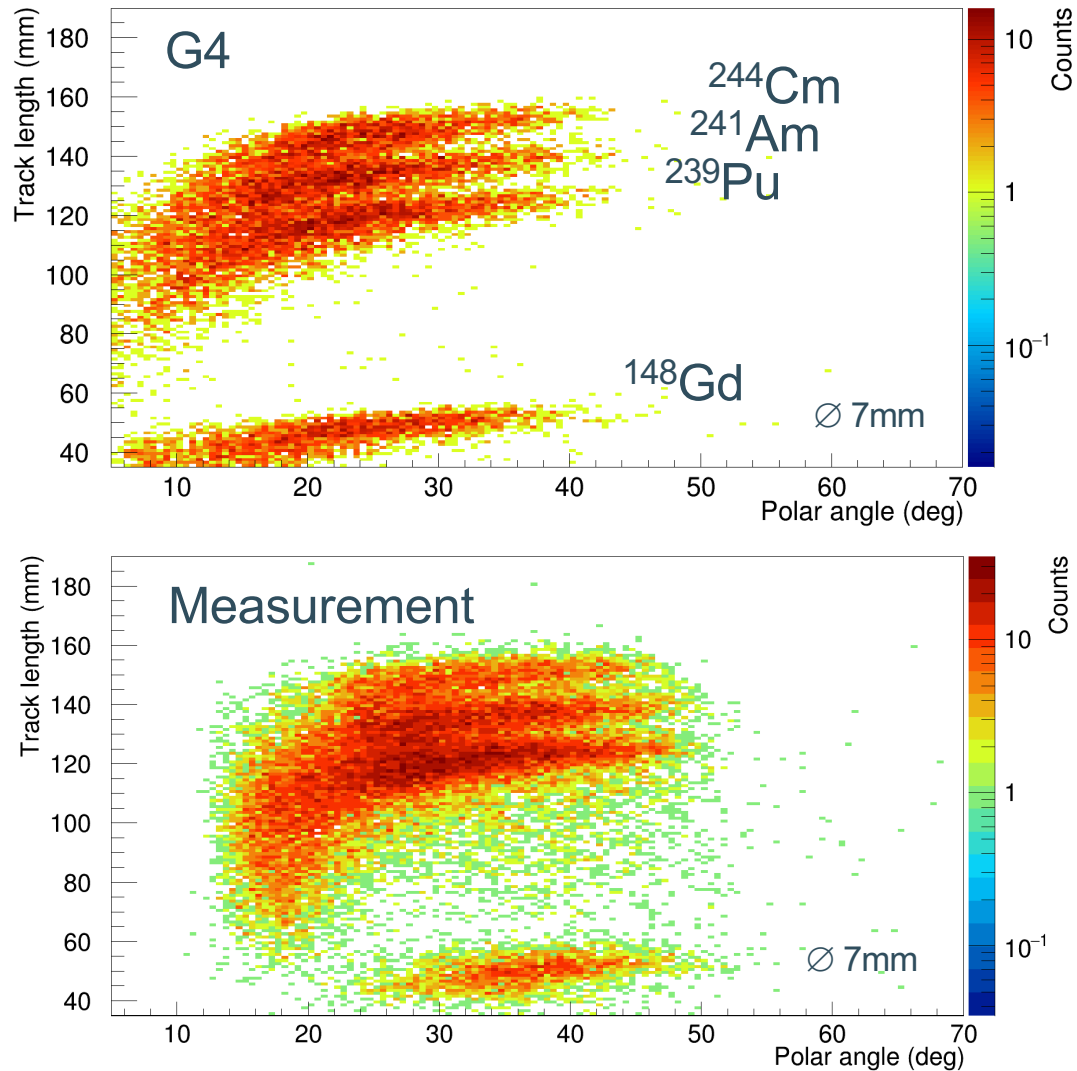 G4
²⁴⁴Cm
²⁴¹Am
²³⁹Pu
¹⁴⁸Gd
∅ 7mm
Track length (mm)
180
160
140
120
100
80
60
40
10 20 30 40 50 60 70
Polar angle (deg)
Counts
10
1
10⁻¹
Measurement
∅ 7mm
Track length (mm)
180
160
140
120
100
80
60
40
10 20 30 40 50 60 70
Polar angle (deg)
Counts
10
1
10⁻¹